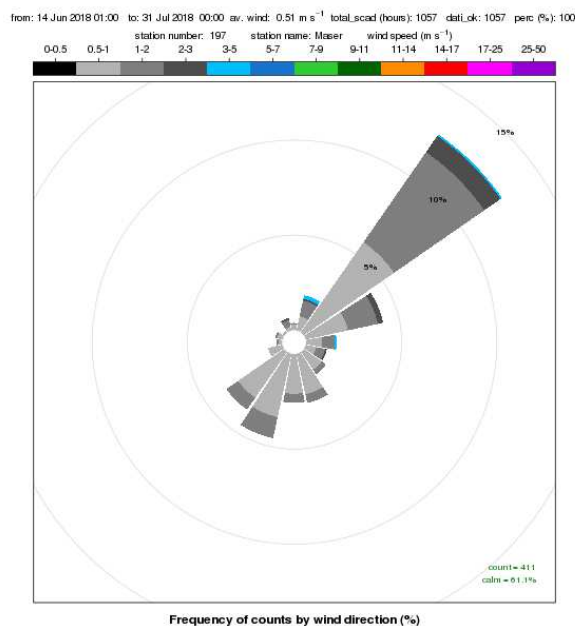 from: 14 Jun 2018 01:00 to: 31 Jul 2018 00:00 av. wind: 0.51 m s⁻¹ total_scad (hours): 1057 dati_ok: 1057 perc (%): 100
station number: 197 station name: Maser wind speed (m s⁻¹)
0-0.5 0.5-1 1-2 2-3 3-5 5-7 7-9 9-11 11-14 14-17 17-25 25-50
15%
10%
5%
count= 411
calm= 61.1%
Frequency of counts by wind direction (%)